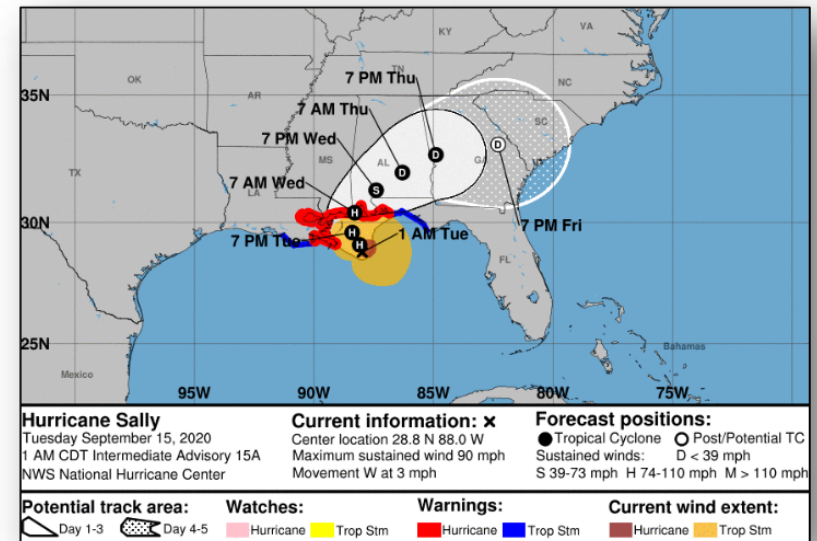 KY
VA
OK
TN
7 PM Thu
NC
35N
AR
7 AM Thu
SC
7 PM Wed
D
D
MS
AL
GA
D
TX
7 AM Wed
S
LA
30N
H
7 PM Fri
7 PM Tue
H
1 AM Tue
H
FL
25N
Bahamas
Mexico
95W 90W 85W 80W 75W
Hurricane Sally
Tuesday September 15, 2020
1 AM CDT Intermediate Advisory 15A
NWS National Hurricane Center
Current information: x
Center location 28.8 N 88.0 W
Maximum sustained wind 90 mph
Movement W at 3 mph
Forecast positions:
Tropical Cyclone Post/Potential TC
Sustained winds: D < 39 mph
S 39-73 mph H 74-110 mph M > 110 mph
Potential track area:
Day 1-3 Day 4-5
Watches:
Hurricane Trop Stm
Warnings:
Hurricane Trop Stm
Current wind extent:
Hurricane Trop Stm